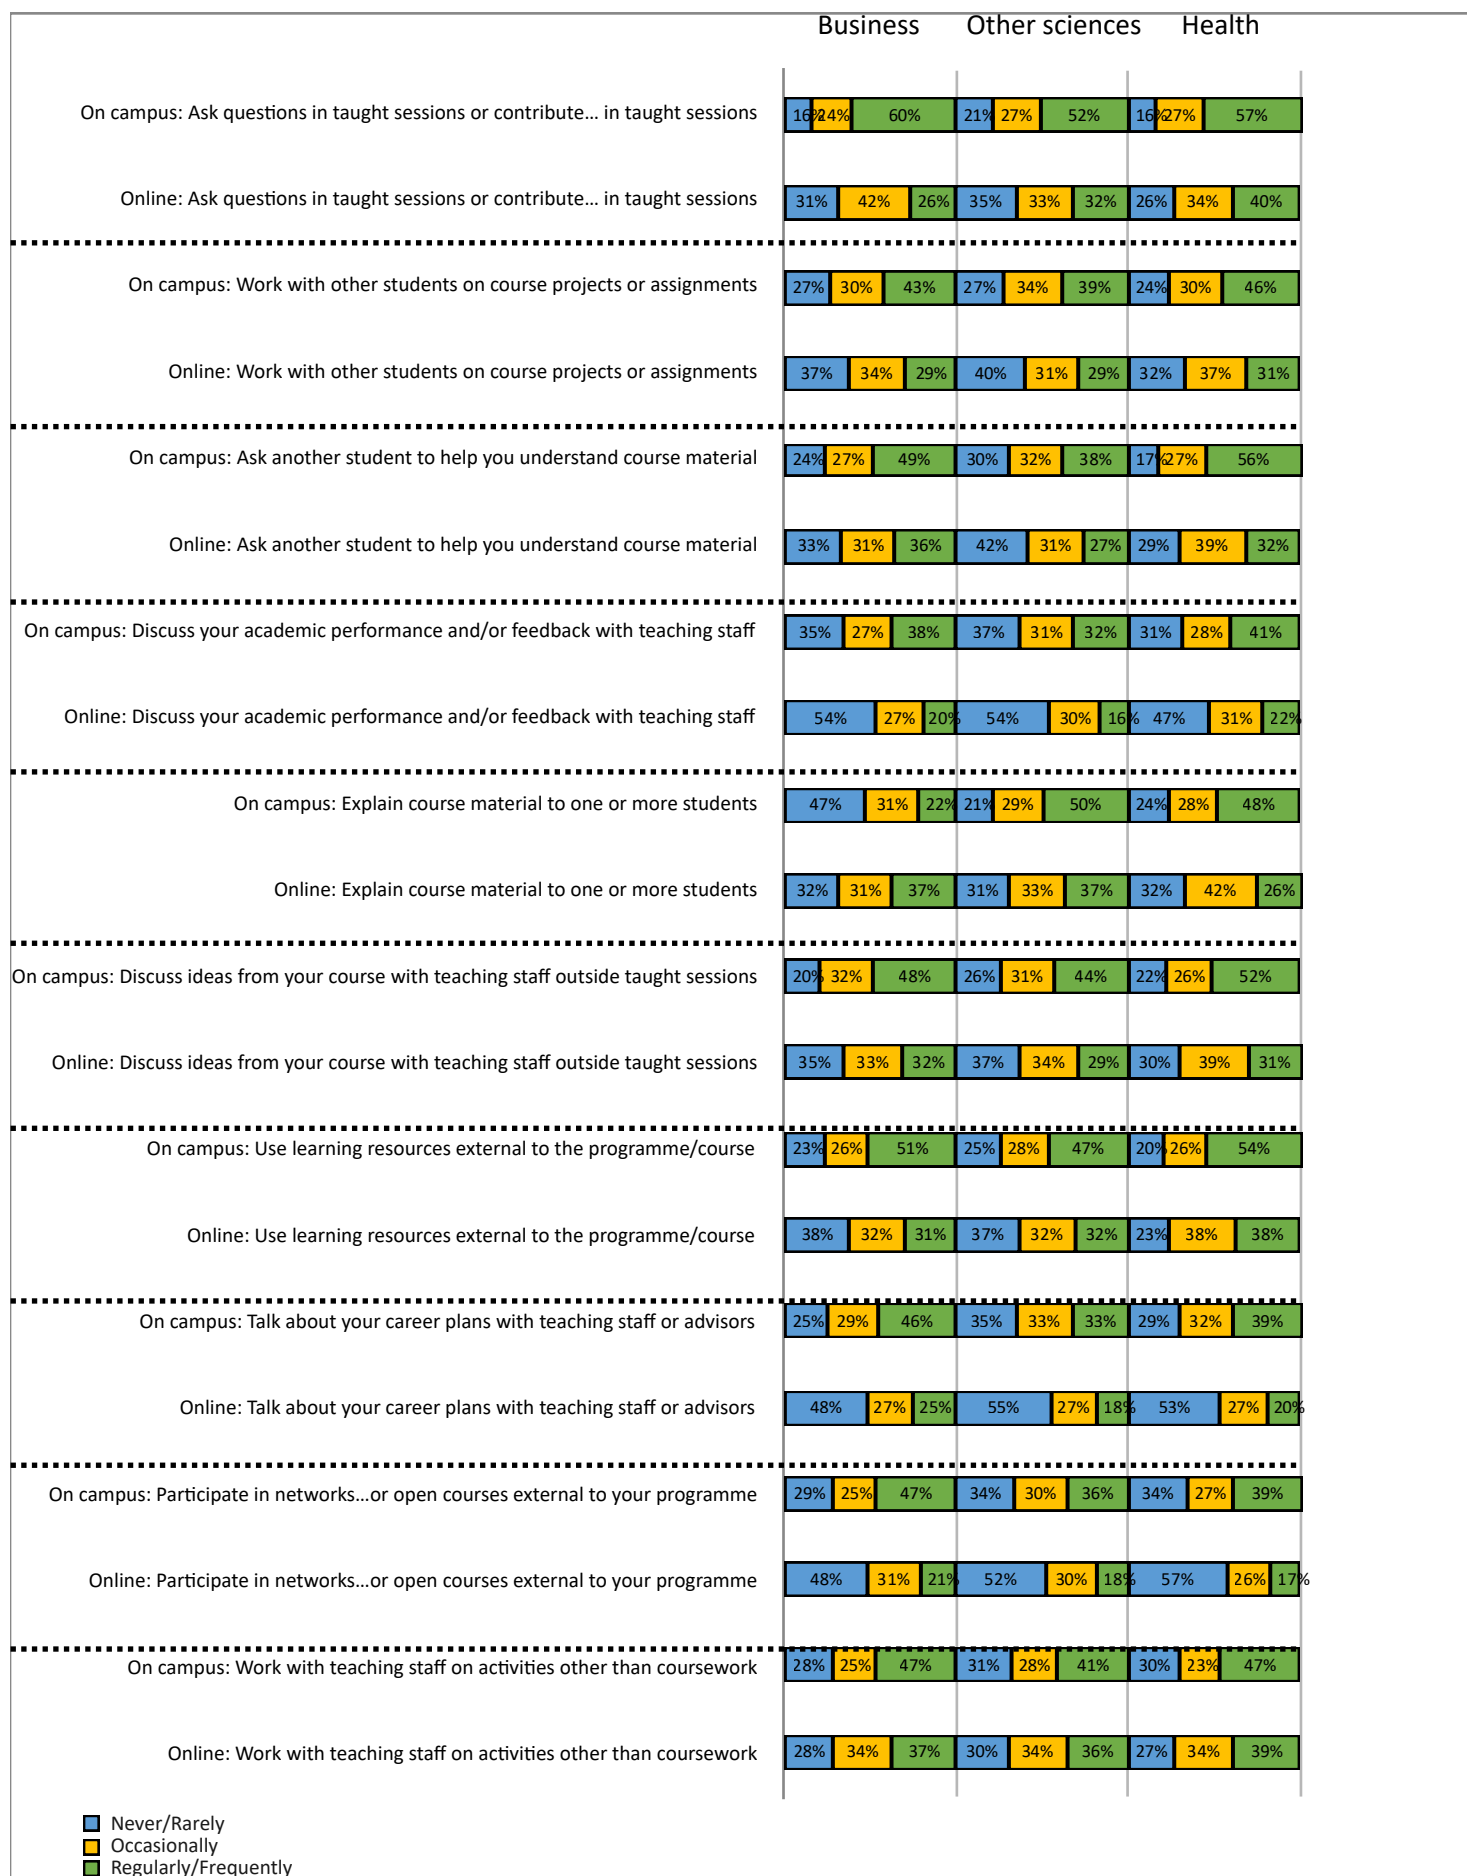 Business Other sciences Health
On campus: Ask questions in taught sessions or contribute... in taught sessions 16% 24% 60% 21% 27% 52% 16% 27% 57%
Online: Ask questions in taught sessions or contribute... in taught sessions 31% 42% 26% 35% 33% 32% 26% 34% 40%
On campus: Work with other students on course projects or assignments 27% 30% 43% 27% 34% 39% 24% 30% 46%
Online: Work with other students on course projects or assignments 37% 34% 29% 40% 31% 29% 32% 37% 31%
On campus: Ask another student to help you understand course material 24% 27% 49% 30% 32% 38% 17% 27% 56%
Online: Ask another student to help you understand course material 33% 31% 36% 42% 31% 27% 29% 39% 32%
On campus: Discuss your academic performance and/or feedback with teaching staff 35% 27% 38% 37% 31% 32% 31% 28% 41%
Online: Discuss your academic performance and/or feedback with teaching staff 54% 27% 20% 54% 30% 16% 47% 31% 22%
On campus: Explain course material to one or more students 47% 31% 22% 21% 29% 50% 24% 28% 48%
Online: Explain course material to one or more students 32% 31% 37% 31% 33% 37% 32% 42% 26%
On campus: Discuss ideas from your course with teaching staff outside taught sessions 20% 32% 48% 26% 31% 44% 22% 26% 52%
Online: Discuss ideas from your course with teaching staff outside taught sessions 35% 33% 32% 37% 34% 29% 30% 39% 31%
On campus: Use learning resources external to the programme/course 23% 26% 51% 25% 28% 47% 20% 26% 54%
Online: Use learning resources external to the programme/course 38% 32% 31% 37% 32% 32% 23% 38% 38%
On campus: Talk about your career plans with teaching staff or advisors 25% 29% 46% 35% 33% 33% 29% 32% 39%
Online: Talk about your career plans with teaching staff or advisors 48% 27% 25% 55% 27% 18% 53% 27% 20%
On campus: Participate in networks...or open courses external to your programme 29% 25% 47% 34% 30% 36% 34% 27% 39%
Online: Participate in networks...or open courses external to your programme 48% 31% 21% 52% 30% 18% 57% 26% 17%
On campus: Work with teaching staff on activities other than coursework 28% 25% 47% 31% 28% 41% 30% 23% 47%
Online: Work with teaching staff on activities other than coursework 28% 34% 37% 30% 34% 36% 27% 34% 39%
Never/Rarely
Occasionally
Regularly/Frequently